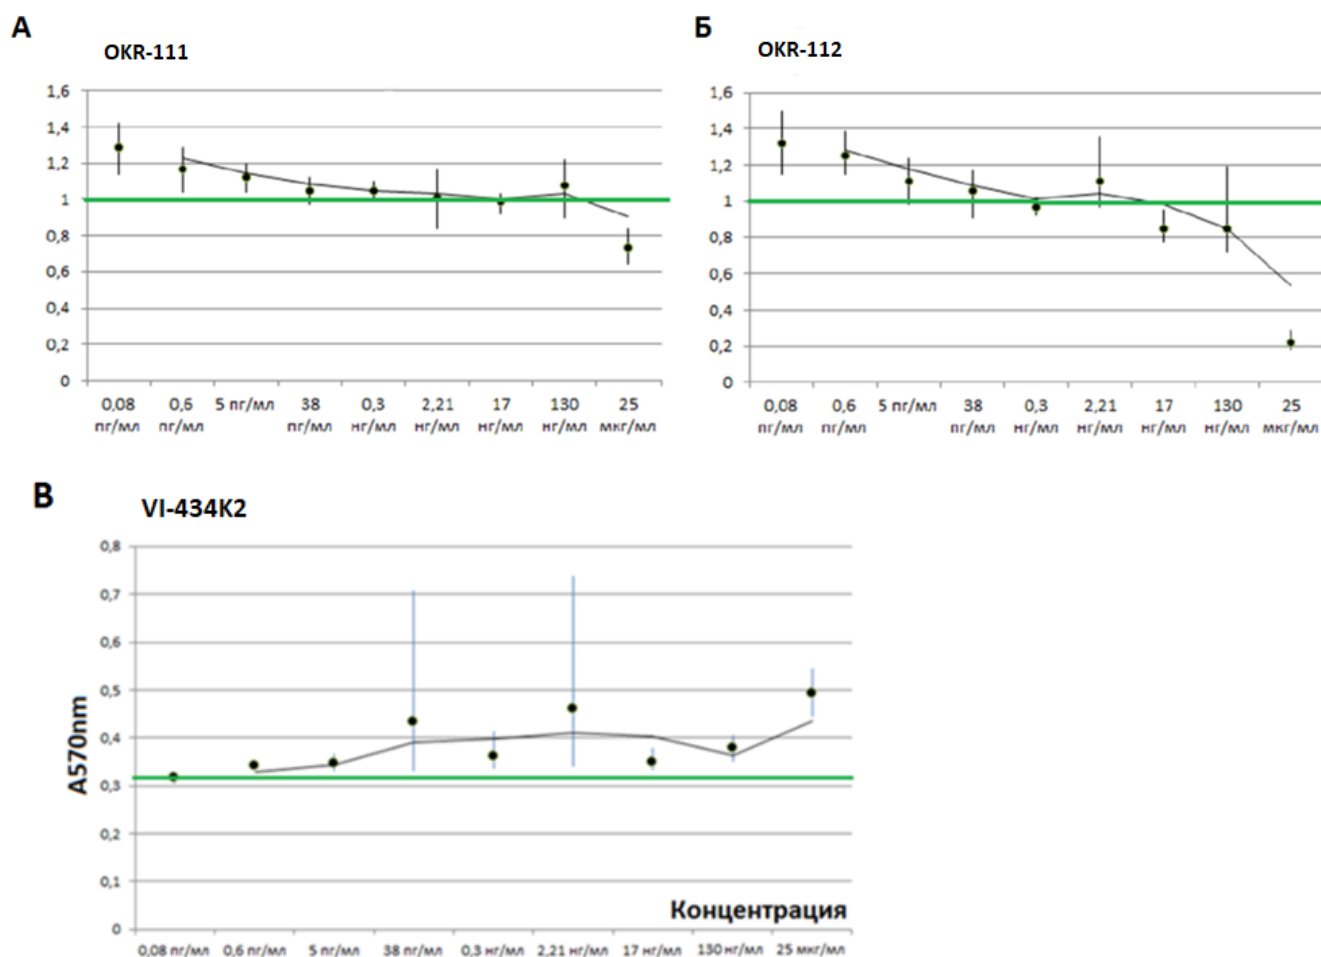 А
OKR-111
1,6
1,4
1,2
1
0,8
0,6
0,4
0,2
0
0,08 0,6 5 пг/мл 38 0,3 2,21 17 130 25
пг/мл пг/мл пг/мл нг/мл нг/мл нг/мл нг/мл мкг/мл
Б
OKR-112
1,6
1,4
1,2
1
0,8
0,6
0,4
0,2
0
0,08 0,6 5 пг/мл 38 0,3 2,21 17 130 25
пг/мл пг/мл пг/мл нг/мл нг/мл нг/мл нг/мл мкг/мл
В
VI-434K2
0,8
0,7
0,6
0,5
0,4
0,3
0,2
0,1
0
A570nm
Концентрация
0,08 пг/мл 0,6 пг/мл 5 пг/мл 38 пг/мл 0,3 нг/мл 2,21 нг/мл 17 нг/мл 130 нг/мл 25 мкг/мл